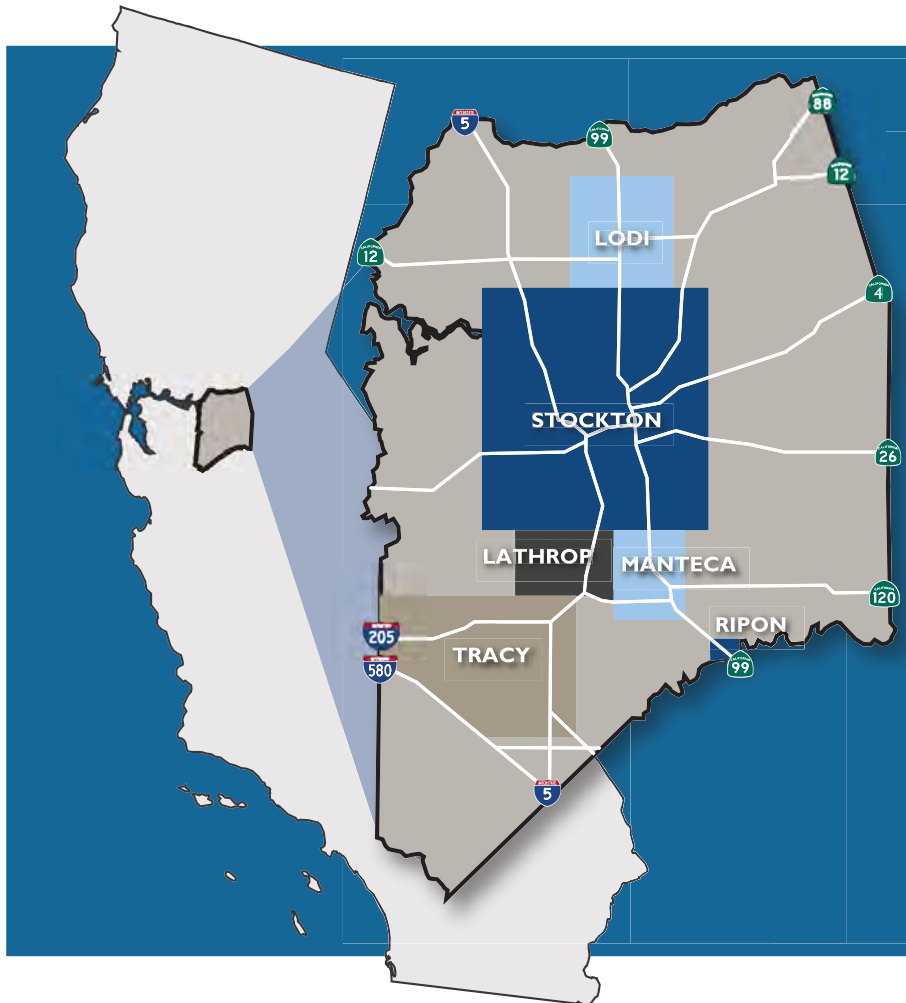 5
99
88
12
LODI
12
4
STOCKTON
26
LATHROP
MANTECA
120
RIPON
205
TRACY
580
99
5